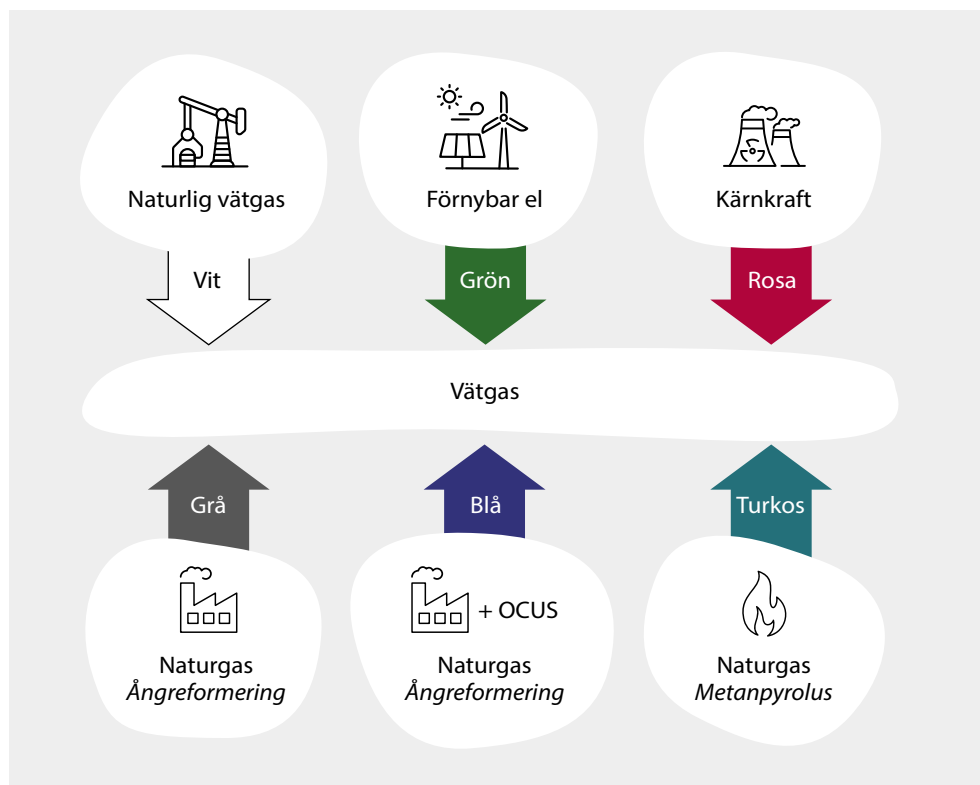 Naturlig vätgas
Förnybar el
Kärnkraft
Vit
Grön
Rosa
Vätgas
Grå
Blå
Turkos
+ OCUS
Naturgas
Ångreformering
Naturgas
Ångreformering
Naturgas
Metanpyrolus